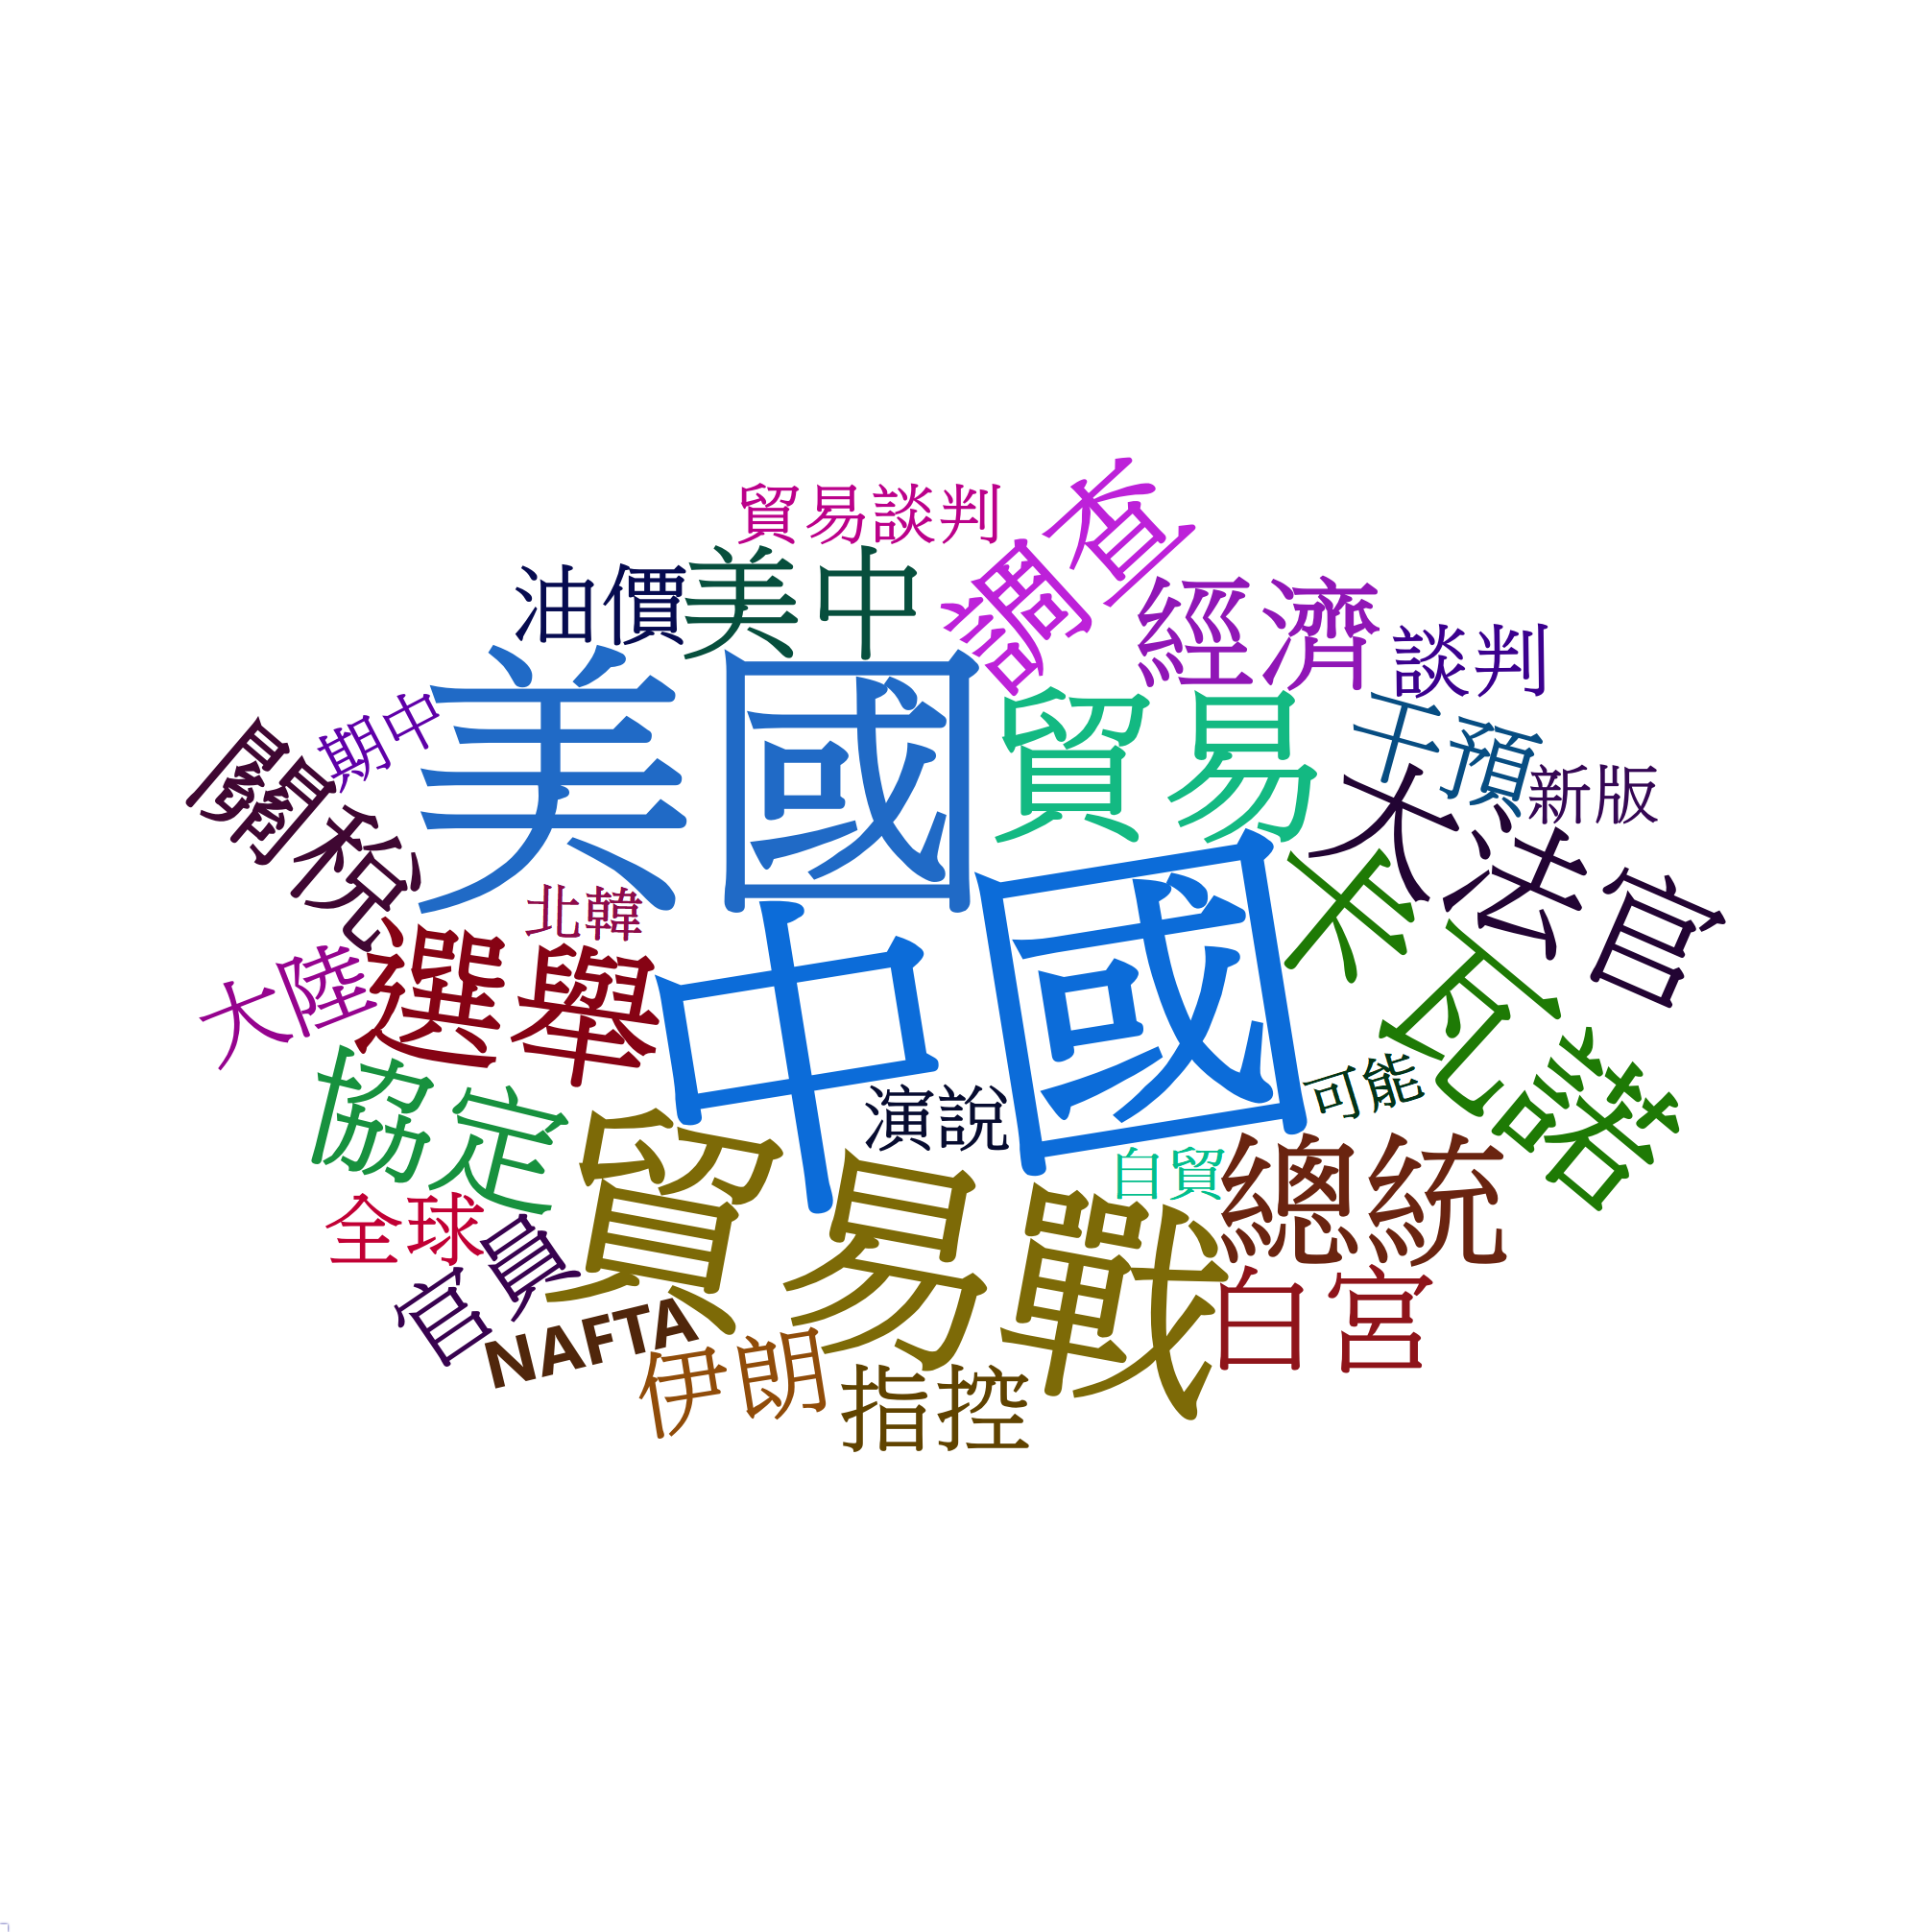 貿易談判
調查
油價
美中
經濟
談判
美國
貿易
干預
新版
期中
關稅
大法官
卡瓦諾
北韓
選舉
大陸
中國
協定
演說
可能
自貿
總統
全球
官員
貿易戰
白宮
NAFTA
伊朗
指控